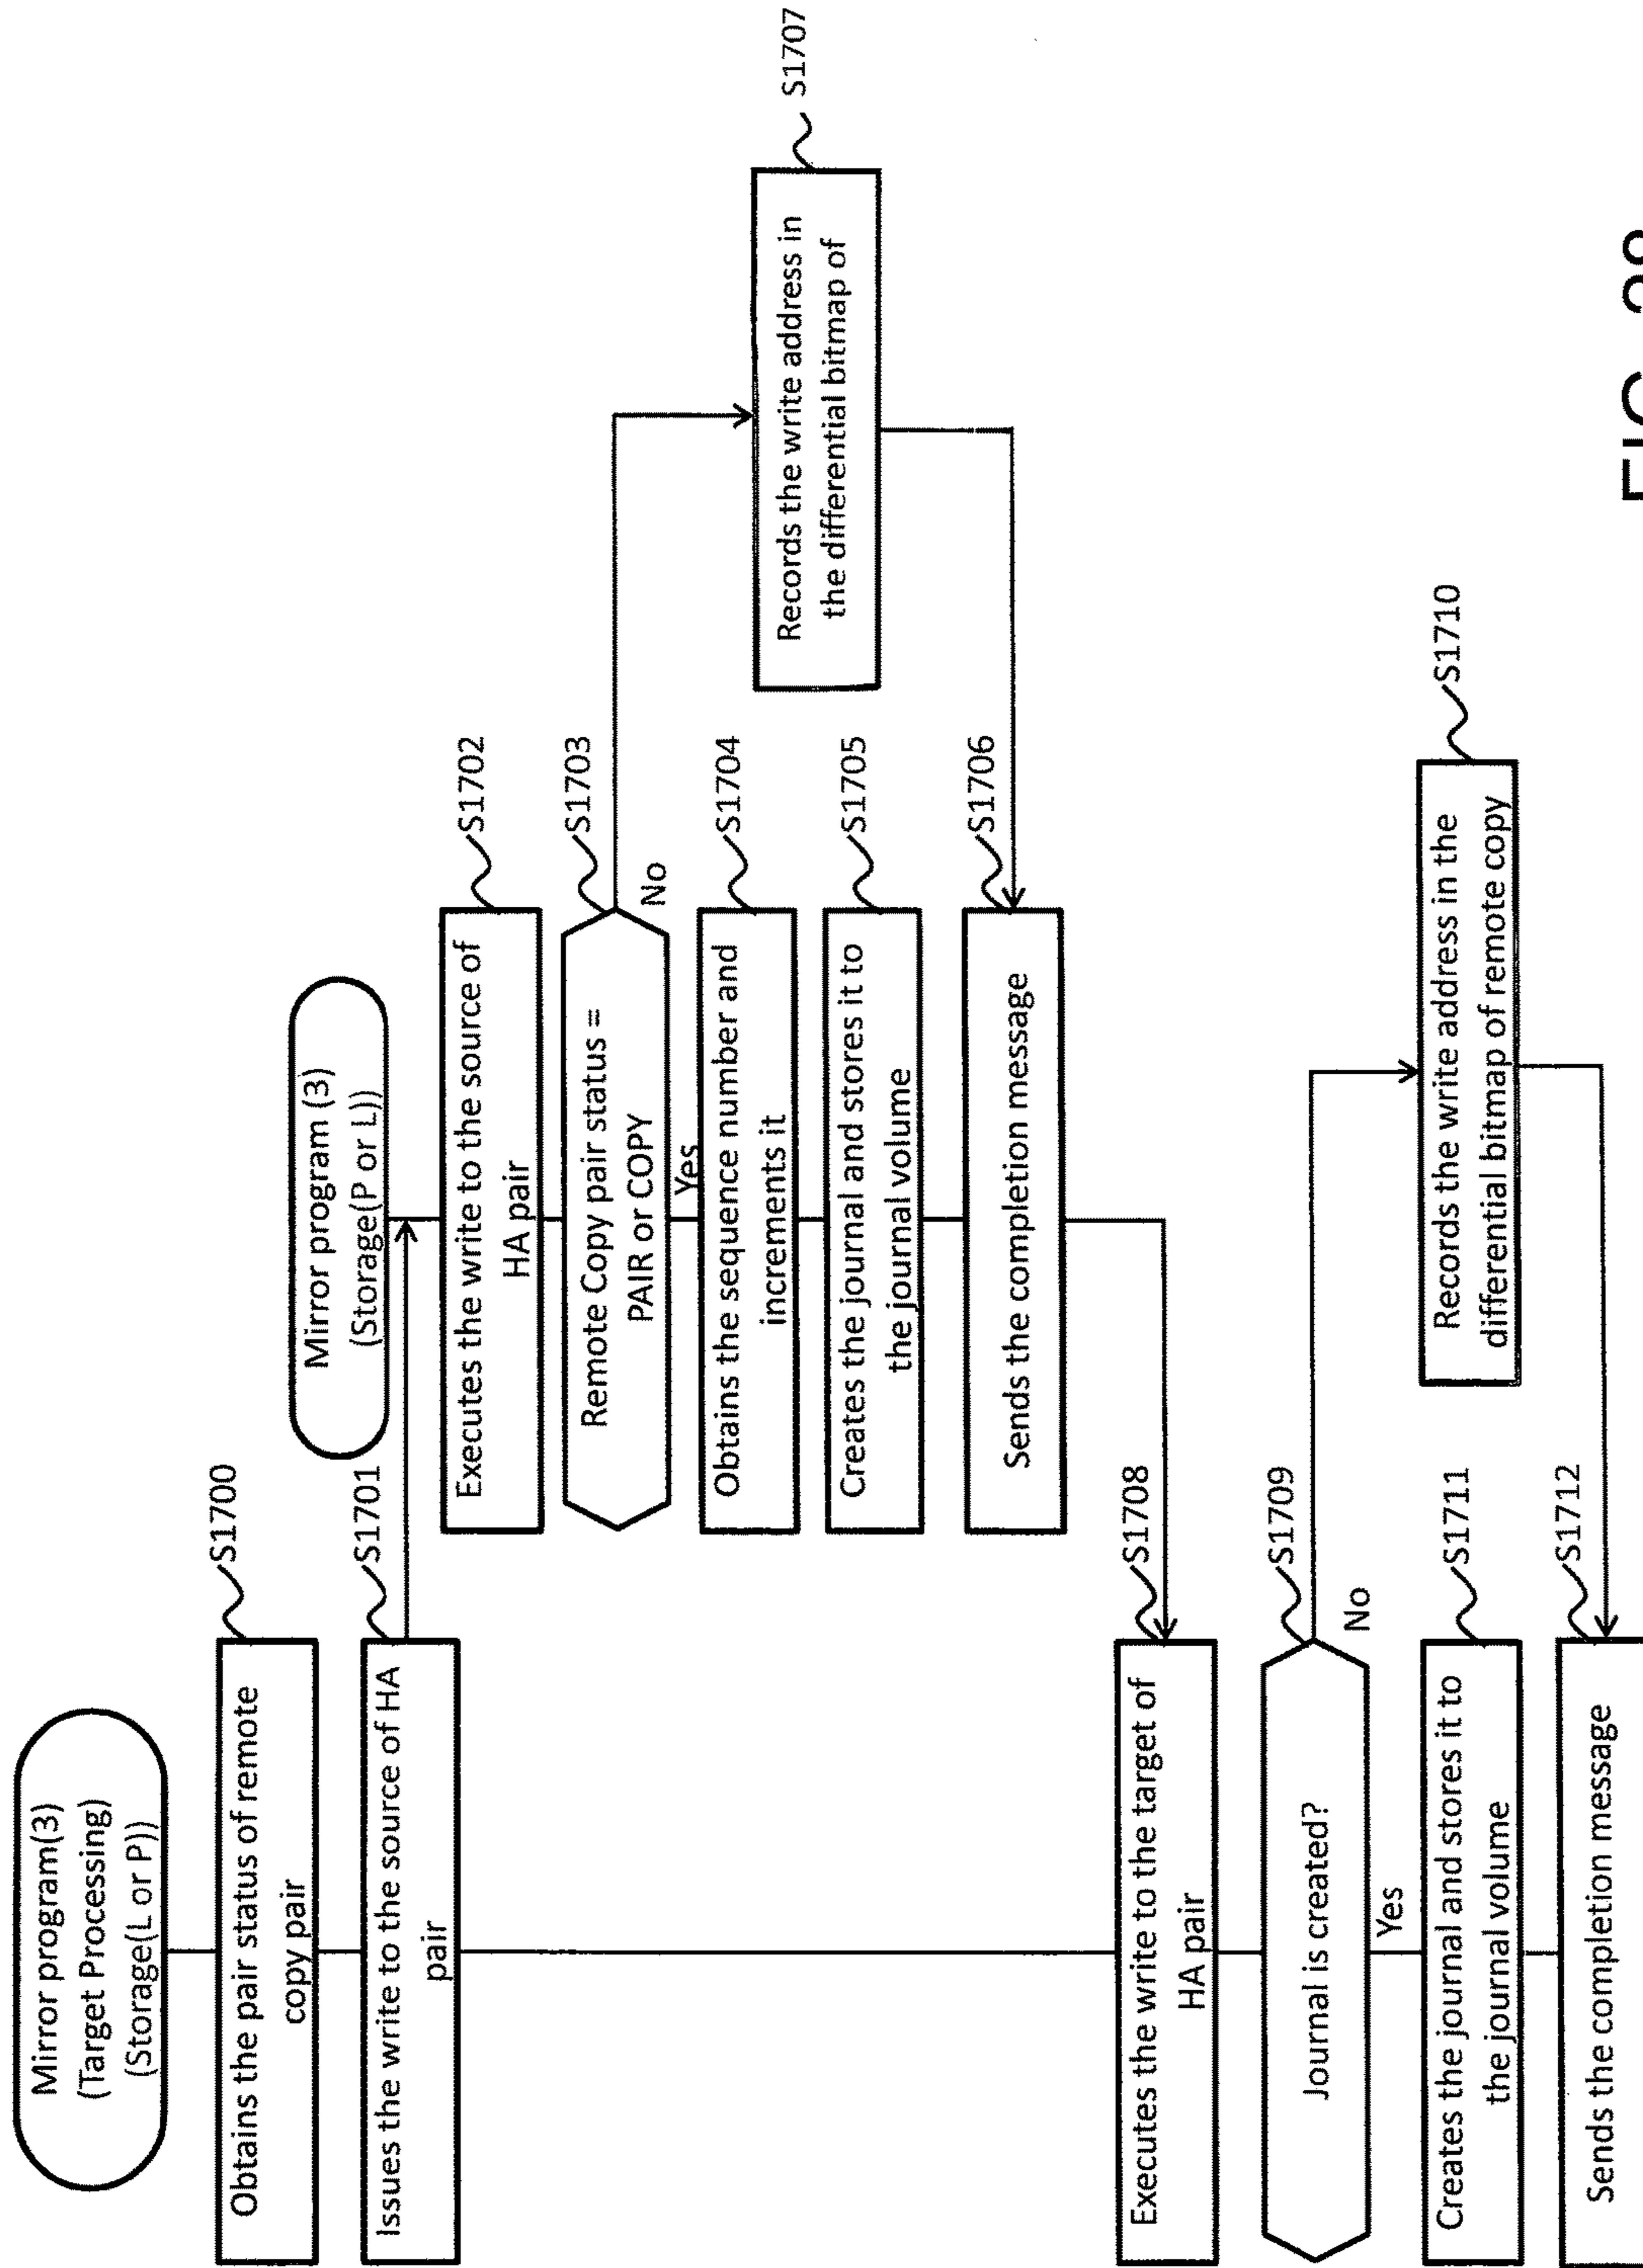 Mirror program(3)
(Target Processing)
(Storage(L or P))
Obtains the pair status of remote
copy pair
S1700
Issues the write to the source of HA
pair
S1701
Mirror program (3)
(Storage(P or L))
Executes the write to the source of
HA pair
S1702
Remote Copy pair status =
PAIR or COPY
S1703
No
Yes
Obtains the sequence number and
increments it
S1704
Creates the journal and stores it to
the journal volume
S1705
Sends the completion message
S1706
Records the write address in
the differential bitmap of
S1707
Executes the write to the target of
HA pair
S1708
Journal is created?
S1709
No
Yes
Records the write address in the
differential bitmap of remote copy
S1710
Creates the journal and stores it to
the journal volume
S1711
Sends the completion message
S1712